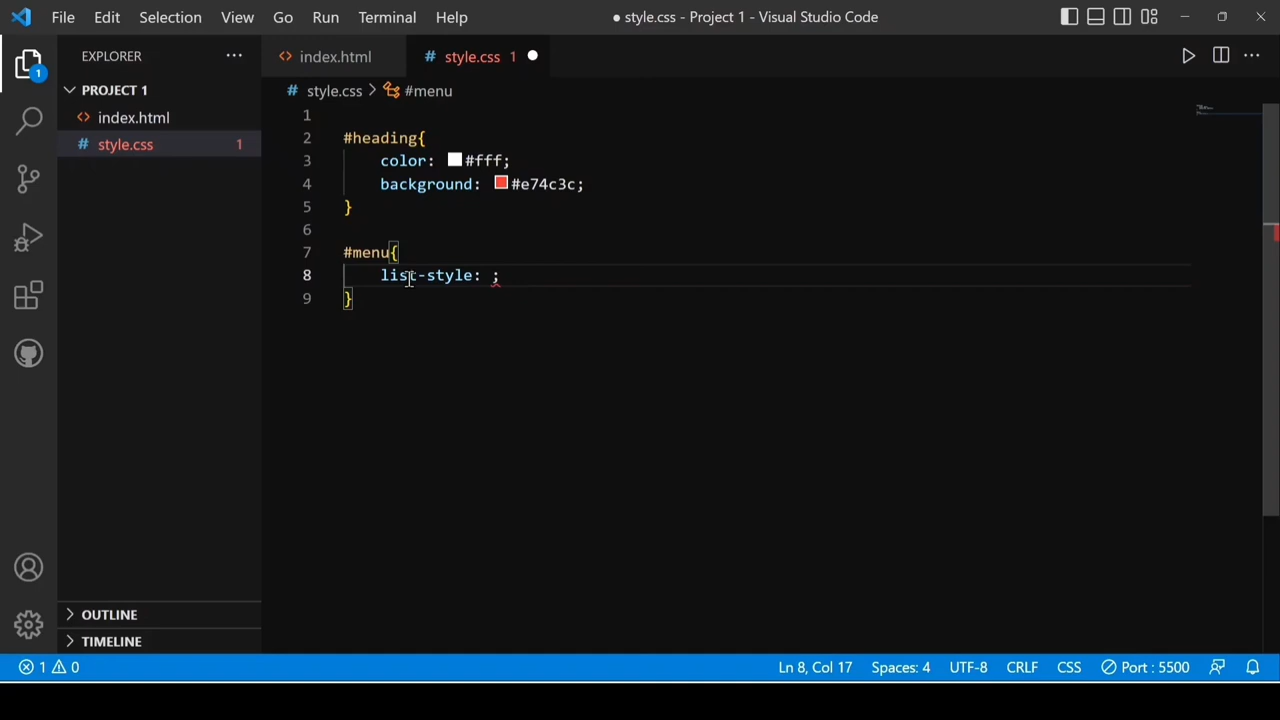 File Edit Selection View Go Run Terminal Help ● style.css - Project 1 - Visual Studio Code
EXPLORER ··· <> index.html # style.css 1 ●
1 PROJECT 1 # style.css > #menu
<> index.html
# style.css 1
1
2 #heading{
3 color: #fff;
4 background: #e74c3c;
5 }
6
7 #menu{
8 list-style: ;
9 }
OUTLINE
TIMELINE
1 0 Ln 8, Col 17 Spaces: 4 UTF-8 CRLF CSS Port : 5500